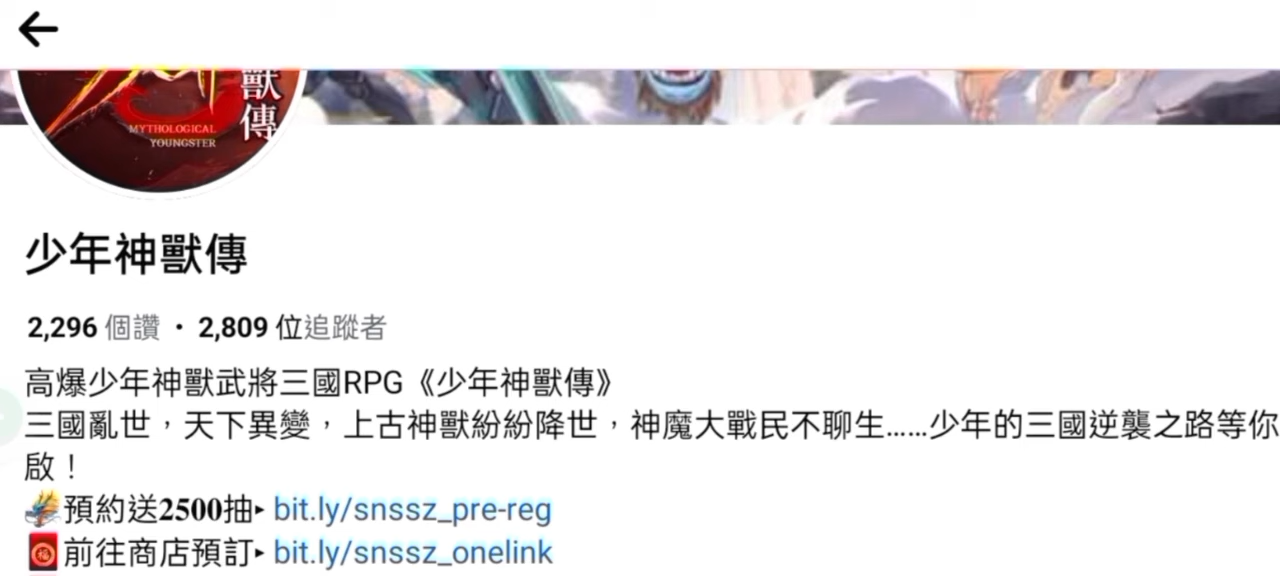 獸傳
MYTHOLOGICAL
YOUNGSTER
少年神獸傳
2,296 個讚 · 2,809 位追蹤者
高爆少年神獸武將三國RPG《少年神獸傳》
三國亂世，天下異變，上古神獸紛紛降世，神魔大戰民不聊生......少年的三國逆襲之路等你
啟！
預約送2500抽▸ bit.ly/snssz_pre-reg
福 前往商店預訂▸ bit.ly/snssz_onelink